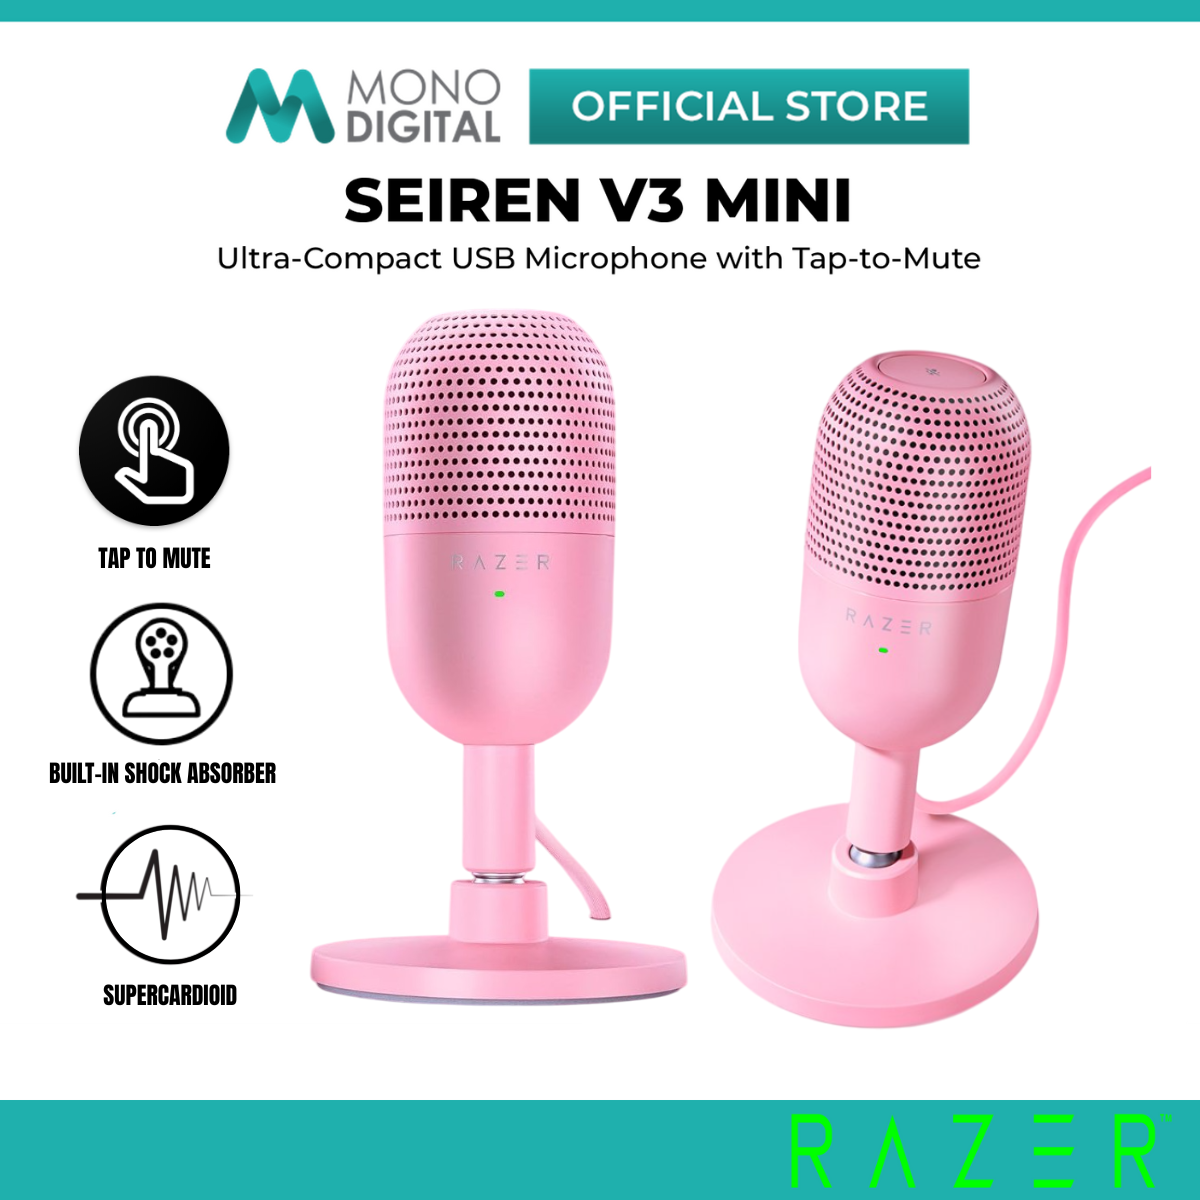 MONO
DIGITAL
OFFICIAL STORE
SEIREN V3 MINI
Ultra-Compact USB Microphone with Tap-to-Mute
TAP TO MUTE
BUILT-IN SHOCK ABSORBER
SUPERCARDIOID
RAZER
RAZER
RAZER™